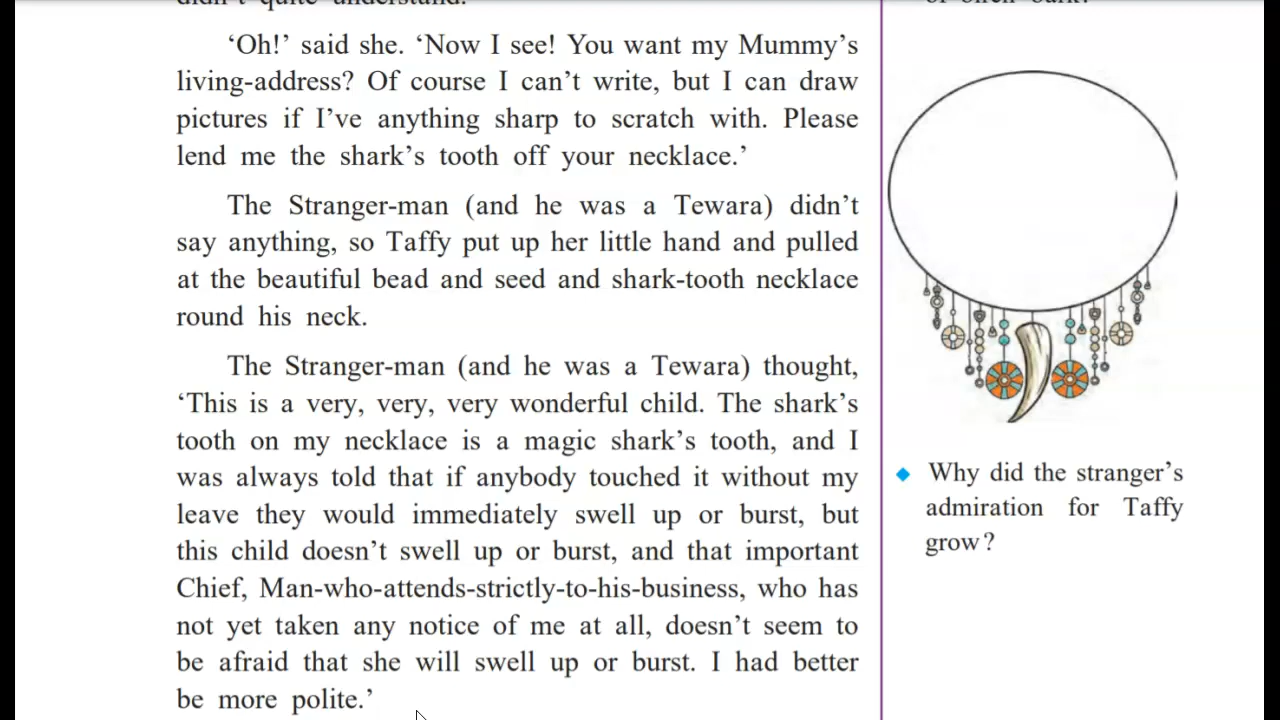 didn't quite understand.
'Oh!' said she. 'Now I see! You want my Mummy's
living-address? Of course I can't write, but I can draw
pictures if I've anything sharp to scratch with. Please
lend me the shark's tooth off your necklace.'
The Stranger-man (and he was a Tewara) didn't
say anything, so Taffy put up her little hand and pulled
at the beautiful bead and seed and shark-tooth necklace
round his neck.
The Stranger-man (and he was a Tewara) thought,
'This is a very, very, very wonderful child. The shark's
tooth on my necklace is a magic shark's tooth, and I
was always told that if anybody touched it without my
leave they would immediately swell up or burst, but
this child doesn't swell up or burst, and that important
Chief, Man-who-attends-strictly-to-his-business, who has
not yet taken any notice of me at all, doesn't seem to
be afraid that she will swell up or burst. I had better
be more polite.'
of birch bark?
Why did the stranger's
admiration for Taffy
grow?